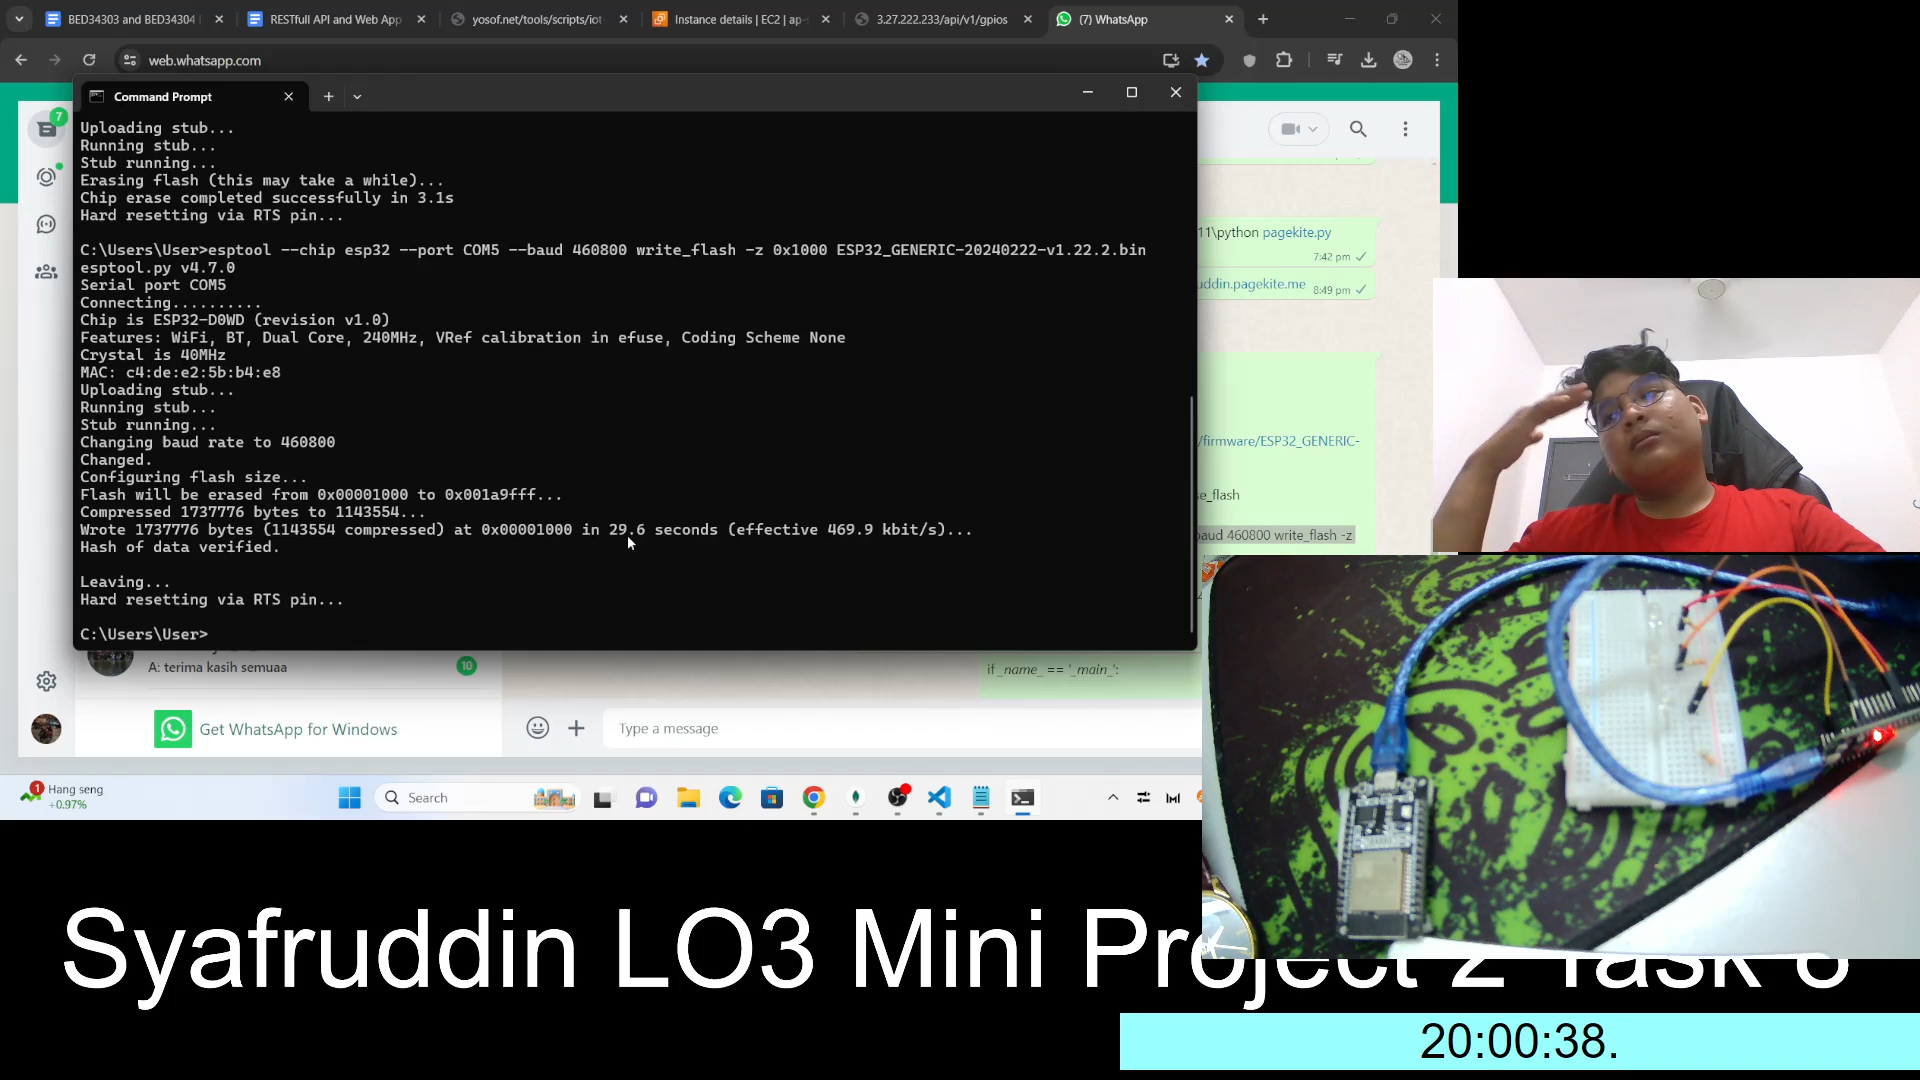 BED34303 and BED34304
RESTfull API and Web App
yosof.net/tools/scripts/iot
Instance details | EC2 | ap-
3.27.222.233/api/v1/gpios
(7) WhatsApp
web.whatsapp.com
Command Prompt
7
Uploading stub...
Running stub...
Stub running...
Erasing flash (this may take a while)...
Chip erase completed successfully in 3.1s
Hard resetting via RTS pin...
C:\Users\User>esptool --chip esp32 --port COM5 --baud 460800 write_flash -z 0x1000 ESP32_GENERIC-20240222-v1.22.2.bin
esptool.py v4.7.0
Serial port COM5
Connecting..........
Chip is ESP32-D0WD (revision v1.0)
Features: WiFi, BT, Dual Core, 240MHz, VRef calibration in efuse, Coding Scheme None
Crystal is 40MHz
MAC: c4:de:e2:5b:b4:e8
Uploading stub...
Running stub...
Stub running...
Changing baud rate to 460800
Changed.
Configuring flash size...
Flash will be erased from 0x00001000 to 0x001a9fff...
Compressed 1737776 bytes to 1143554...
Wrote 1737776 bytes (1143554 compressed) at 0x00001000 in 29.6 seconds (effective 469.9 kbit/s)...
Hash of data verified.
Leaving...
Hard resetting via RTS pin...
C:\Users\User>
11\python pagekite.py
7:42 pm
uddin.pagekite.me
8:49 pm
/firmware/ESP32_GENERIC-
se_flash
baud 460800 write_flash -z
A: terima kasih semuaa
10
if _name_ == '_main_':
Get WhatsApp for Windows
Type a message
1
Hang seng
+0.97%
Search
Syafruddin LO3 Mini Project 2 Task 6
20:00:38.